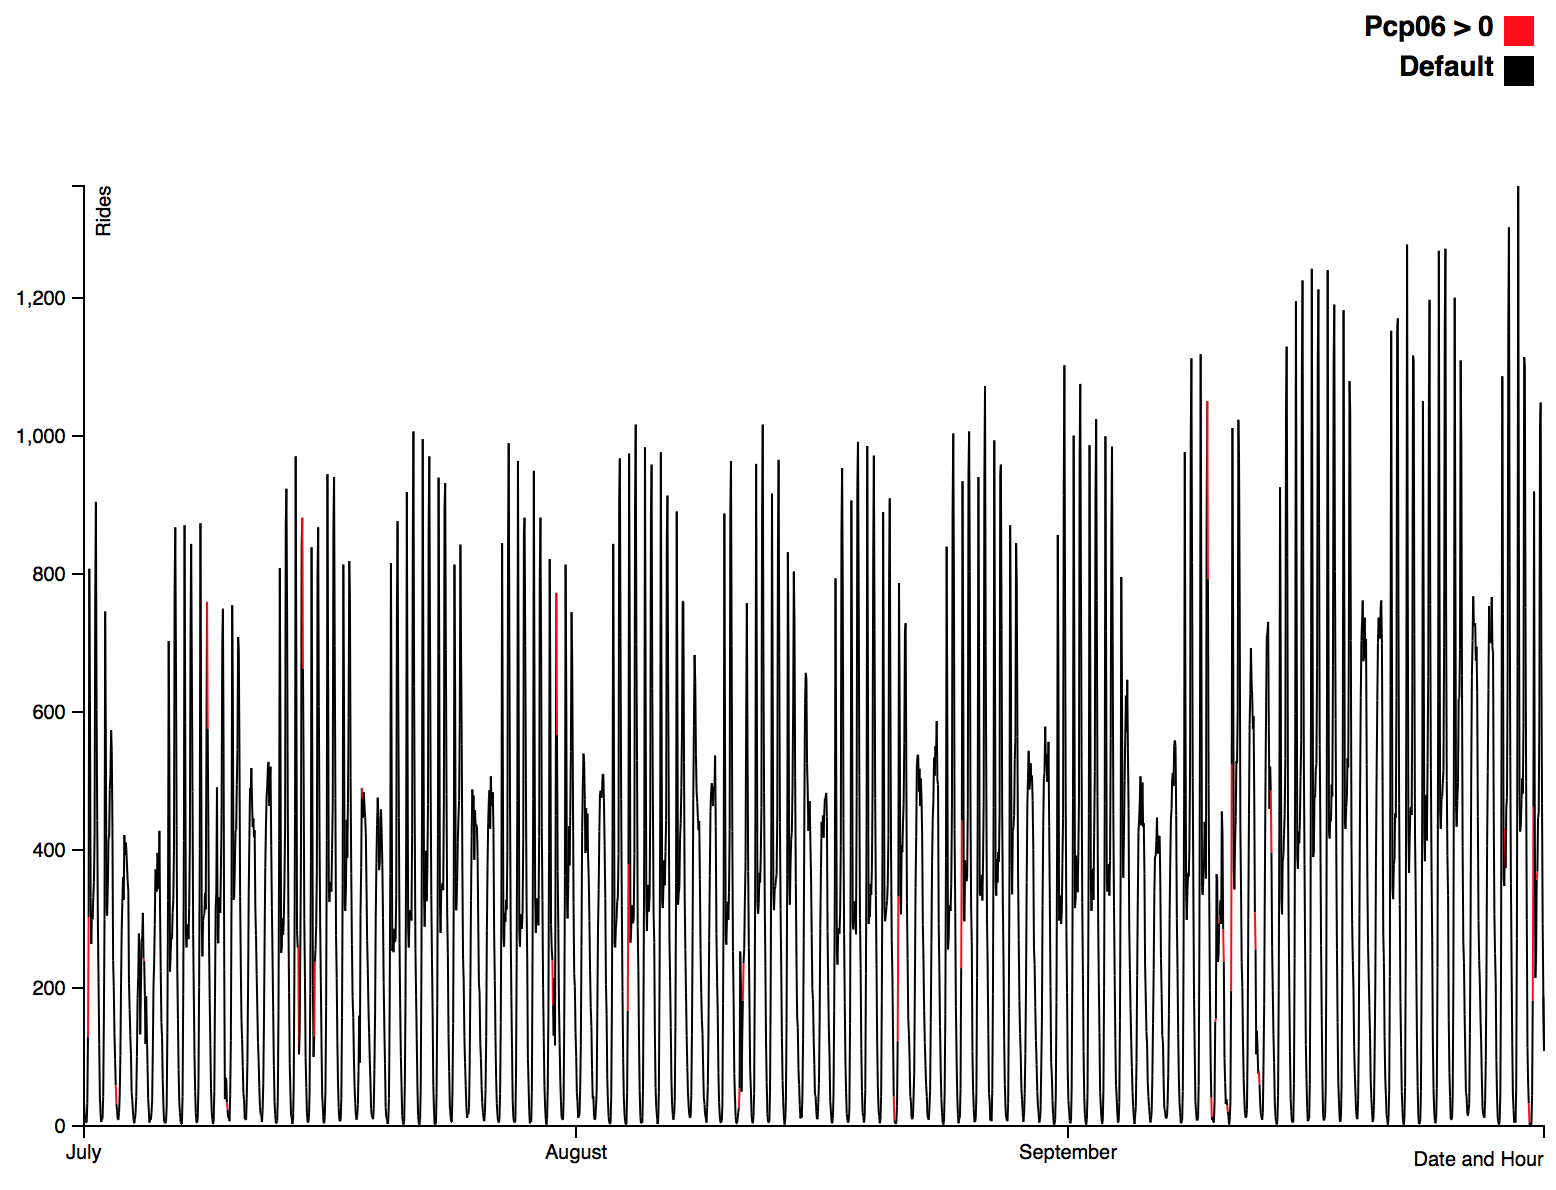 Pcp06 > 0
Default
Rides
1,200
1,000
800
600
400
200
0
July
August
September
Date and Hour